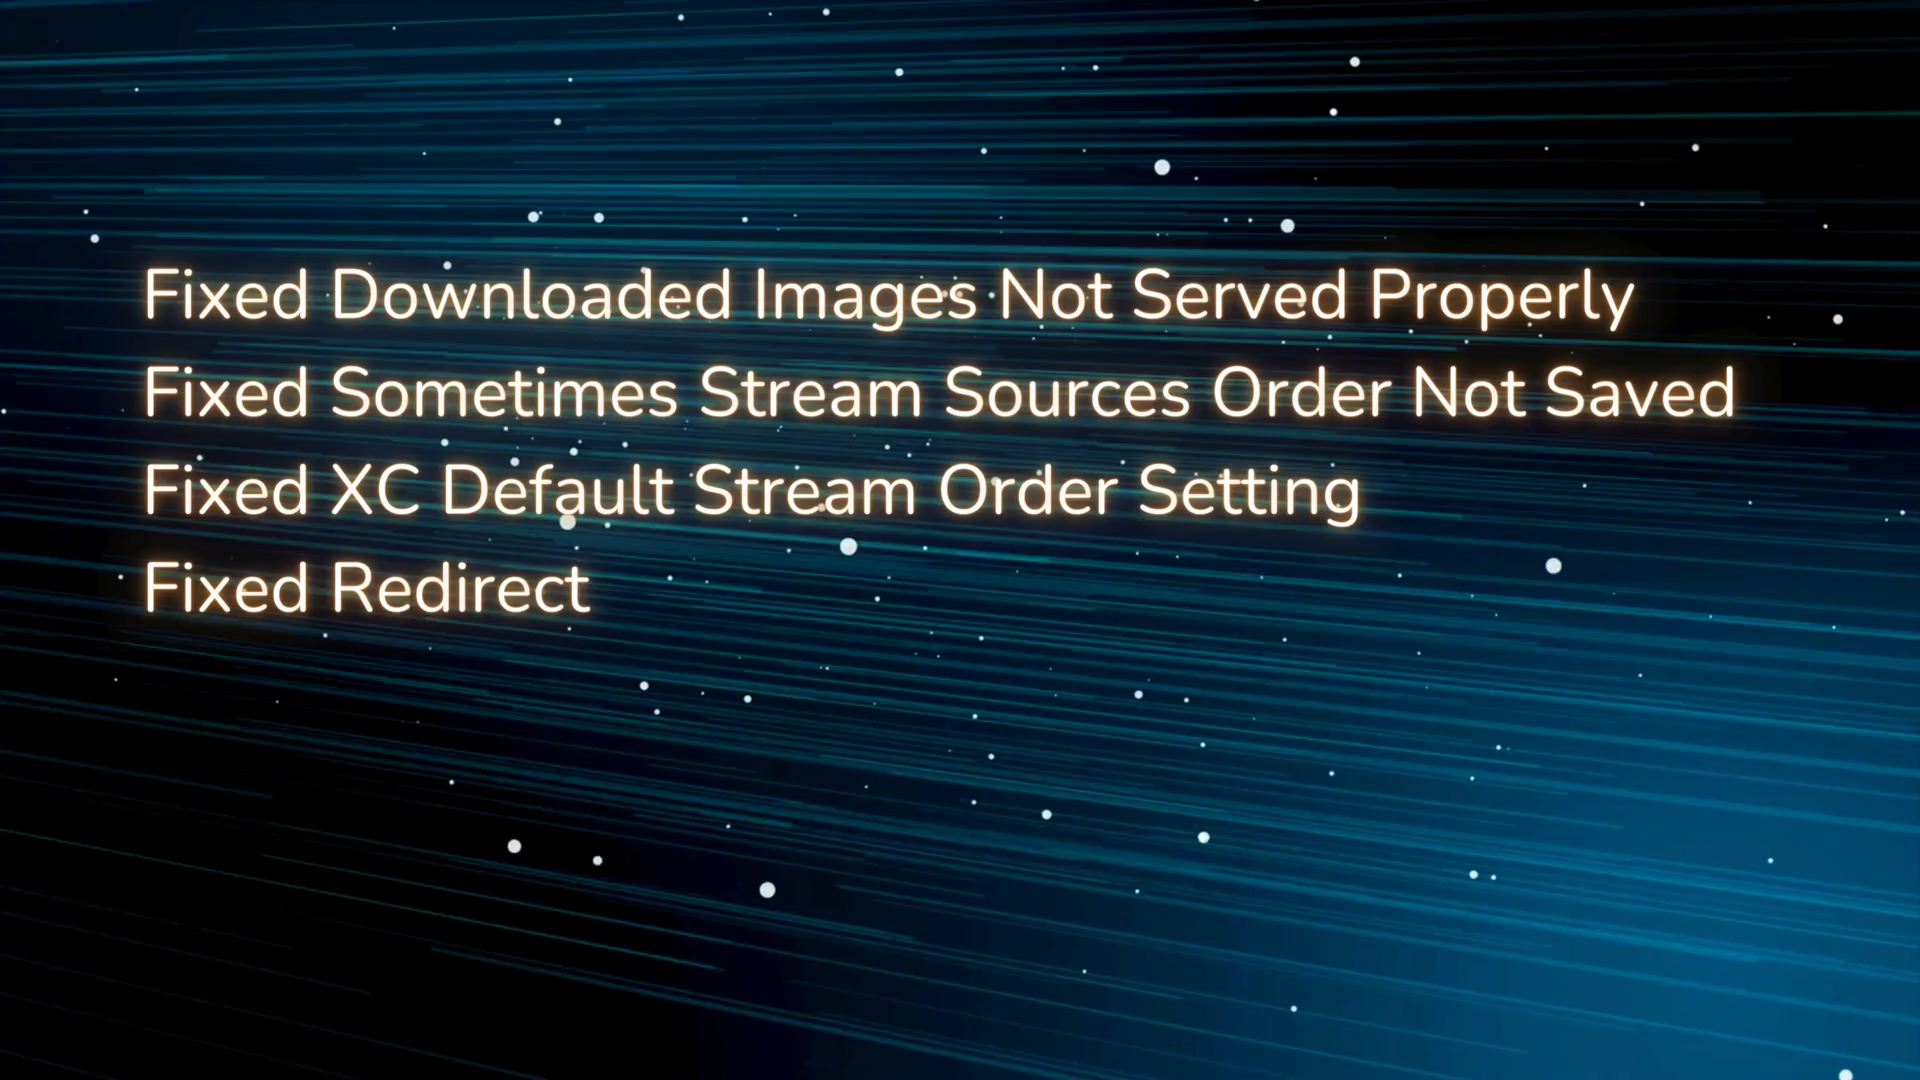 Fixed Downloaded Images Not Served Properly
Fixed Sometimes Stream Sources Order Not Saved
Fixed XC Default Stream Order Setting
Fixed Redirect